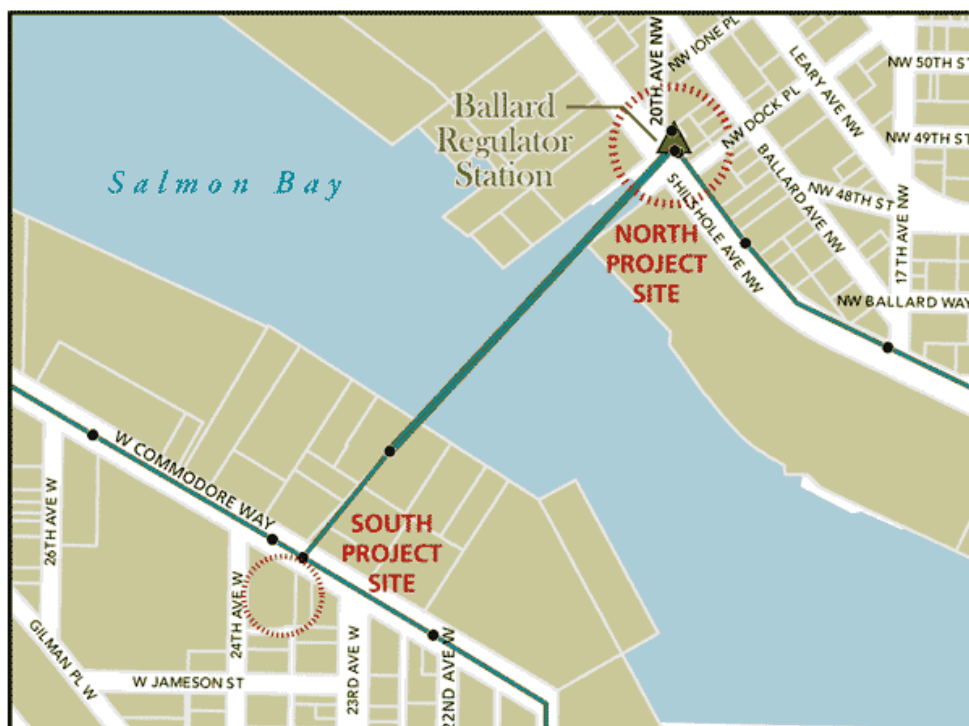 20TH AVE NW
NW IONE PL
LEARY AVE NW
NW 50TH ST
Ballard
Regulator
Station
NW DOCK PL
NW 49TH ST
BALLARD AVE NW
Salmon Bay
NW 48TH ST
SHILSHOLE AVE NW
17TH AVE NW
NORTH
PROJECT
SITE
NW BALLARD WAY
W COMMODORE WAY
26TH AVE W
SOUTH
PROJECT
SITE
24TH AVE W
GILMAN PL W
23RD AVE W
22ND AVE W
W JAMESON ST